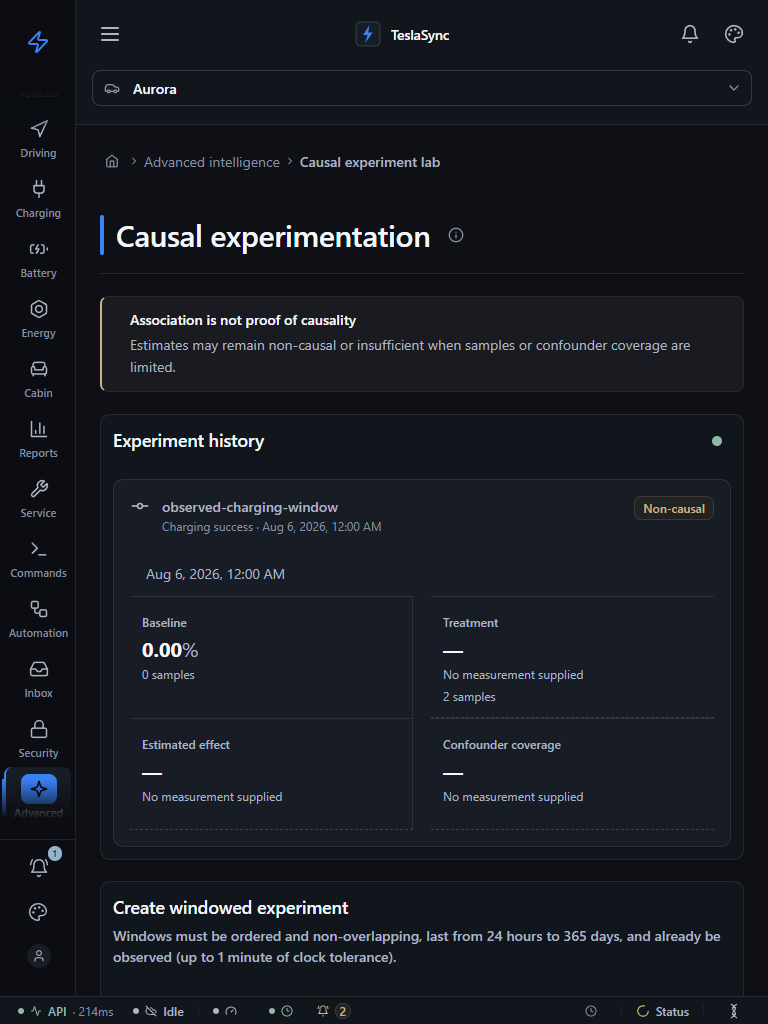 TeslaSync
Aurora
Driving
Charging
Battery
Energy
Cabin
Reports
Service
Commands
Automation
Inbox
Security
Advanced
1
Advanced intelligence
Causal experiment lab
Causal experimentation
Association is not proof of causality
Estimates may remain non-causal or insufficient when samples or confounder coverage are
limited.
Experiment history
observed-charging-window
Non-causal
Charging success · Aug 6, 2026, 12:00 AM
Aug 6, 2026, 12:00 AM
Baseline
0.00%
0 samples
Treatment
—
No measurement supplied
2 samples
Estimated effect
—
No measurement supplied
Confounder coverage
—
No measurement supplied
Create windowed experiment
Windows must be ordered and non-overlapping, last from 24 hours to 365 days, and already be
observed (up to 1 minute of clock tolerance).
API · 214ms
Idle
2
Status